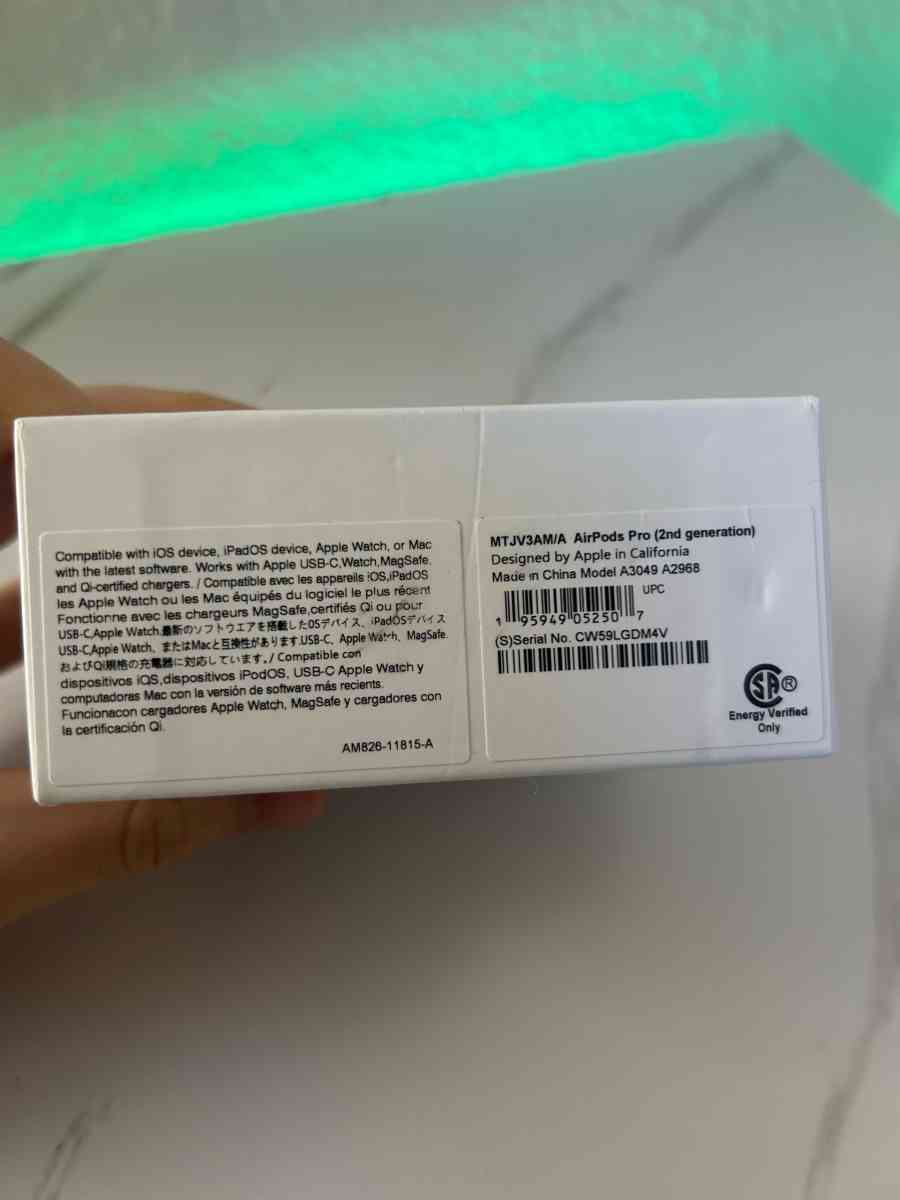 Compatible with iOS device, iPadOS device, Apple Watch, or Mac
with the latest software. Works with Apple USB-C,Watch,MagSafe,
and Qi-certified chargers. / Compatible avec les appareils iOS,iPadOS
les Apple Watch ou les Mac équipés du logiciel le plus récent
Fonctionne avec les chargeurs MagSafe,certifiés Qi ou pour
USB-C,Apple Watch.最新のソフトウエアを搭載したOSデバイス、iPadOSデバイス
USB-C,Apple Watch、またはMacと互換性があります.USB-C、Apple Watch、MagSafe.
およびQi規格の充電器に対応しています。/ Compatible con
dispositivos iQS,dispositivos iPodOS, USB-C Apple Watch y
computadoras Mac con la versión de software más recients.
Funcionacon cargadores Apple Watch, MagSafe y cargadores con
la certificación Qi.
AM826-11815-A
MTJV3AM/A AirPods Pro (2nd generation)
Designed by Apple in California
Made in China Model A3049 A2968
UPC
1 95949 05250 7
(S)Serial No. CW59LGDM4V
SA ®
Energy Verified
Only